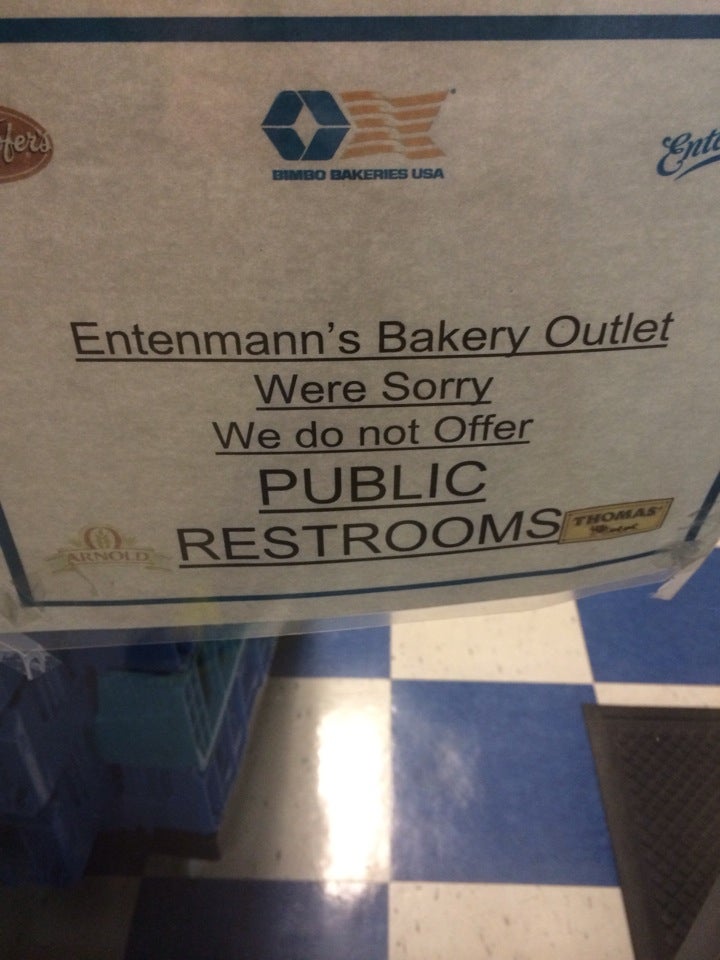 BIMBO BAKERIES USA
Entenmann's Bakery Outlet
Were Sorry
We do not Offer
PUBLIC
RESTROOMS
THOMAS'
ARNOLD